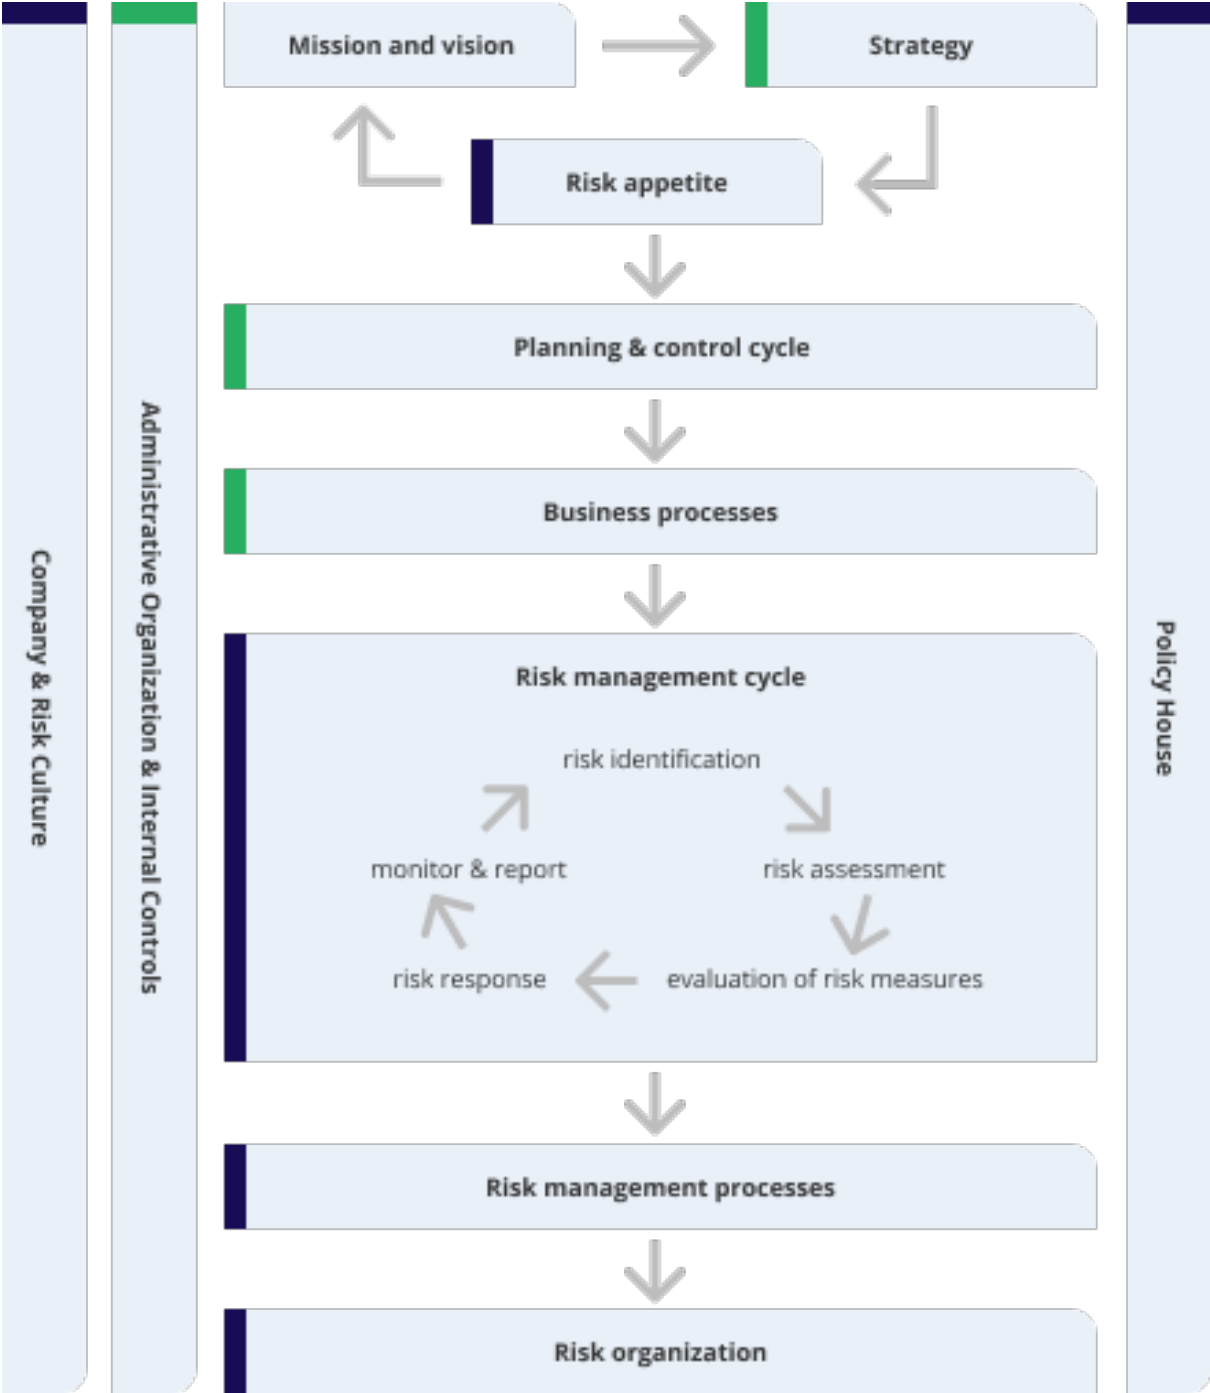 Mission and vision
Strategy
Risk appetite
Planning & control cycle
Business processes
Risk management cycle
risk identification
monitor & report
risk assessment
risk response
evaluation of risk measures
Risk management processes
Risk organization
Company & Risk Culture
Administrative Organization & Internal Controls
Policy House